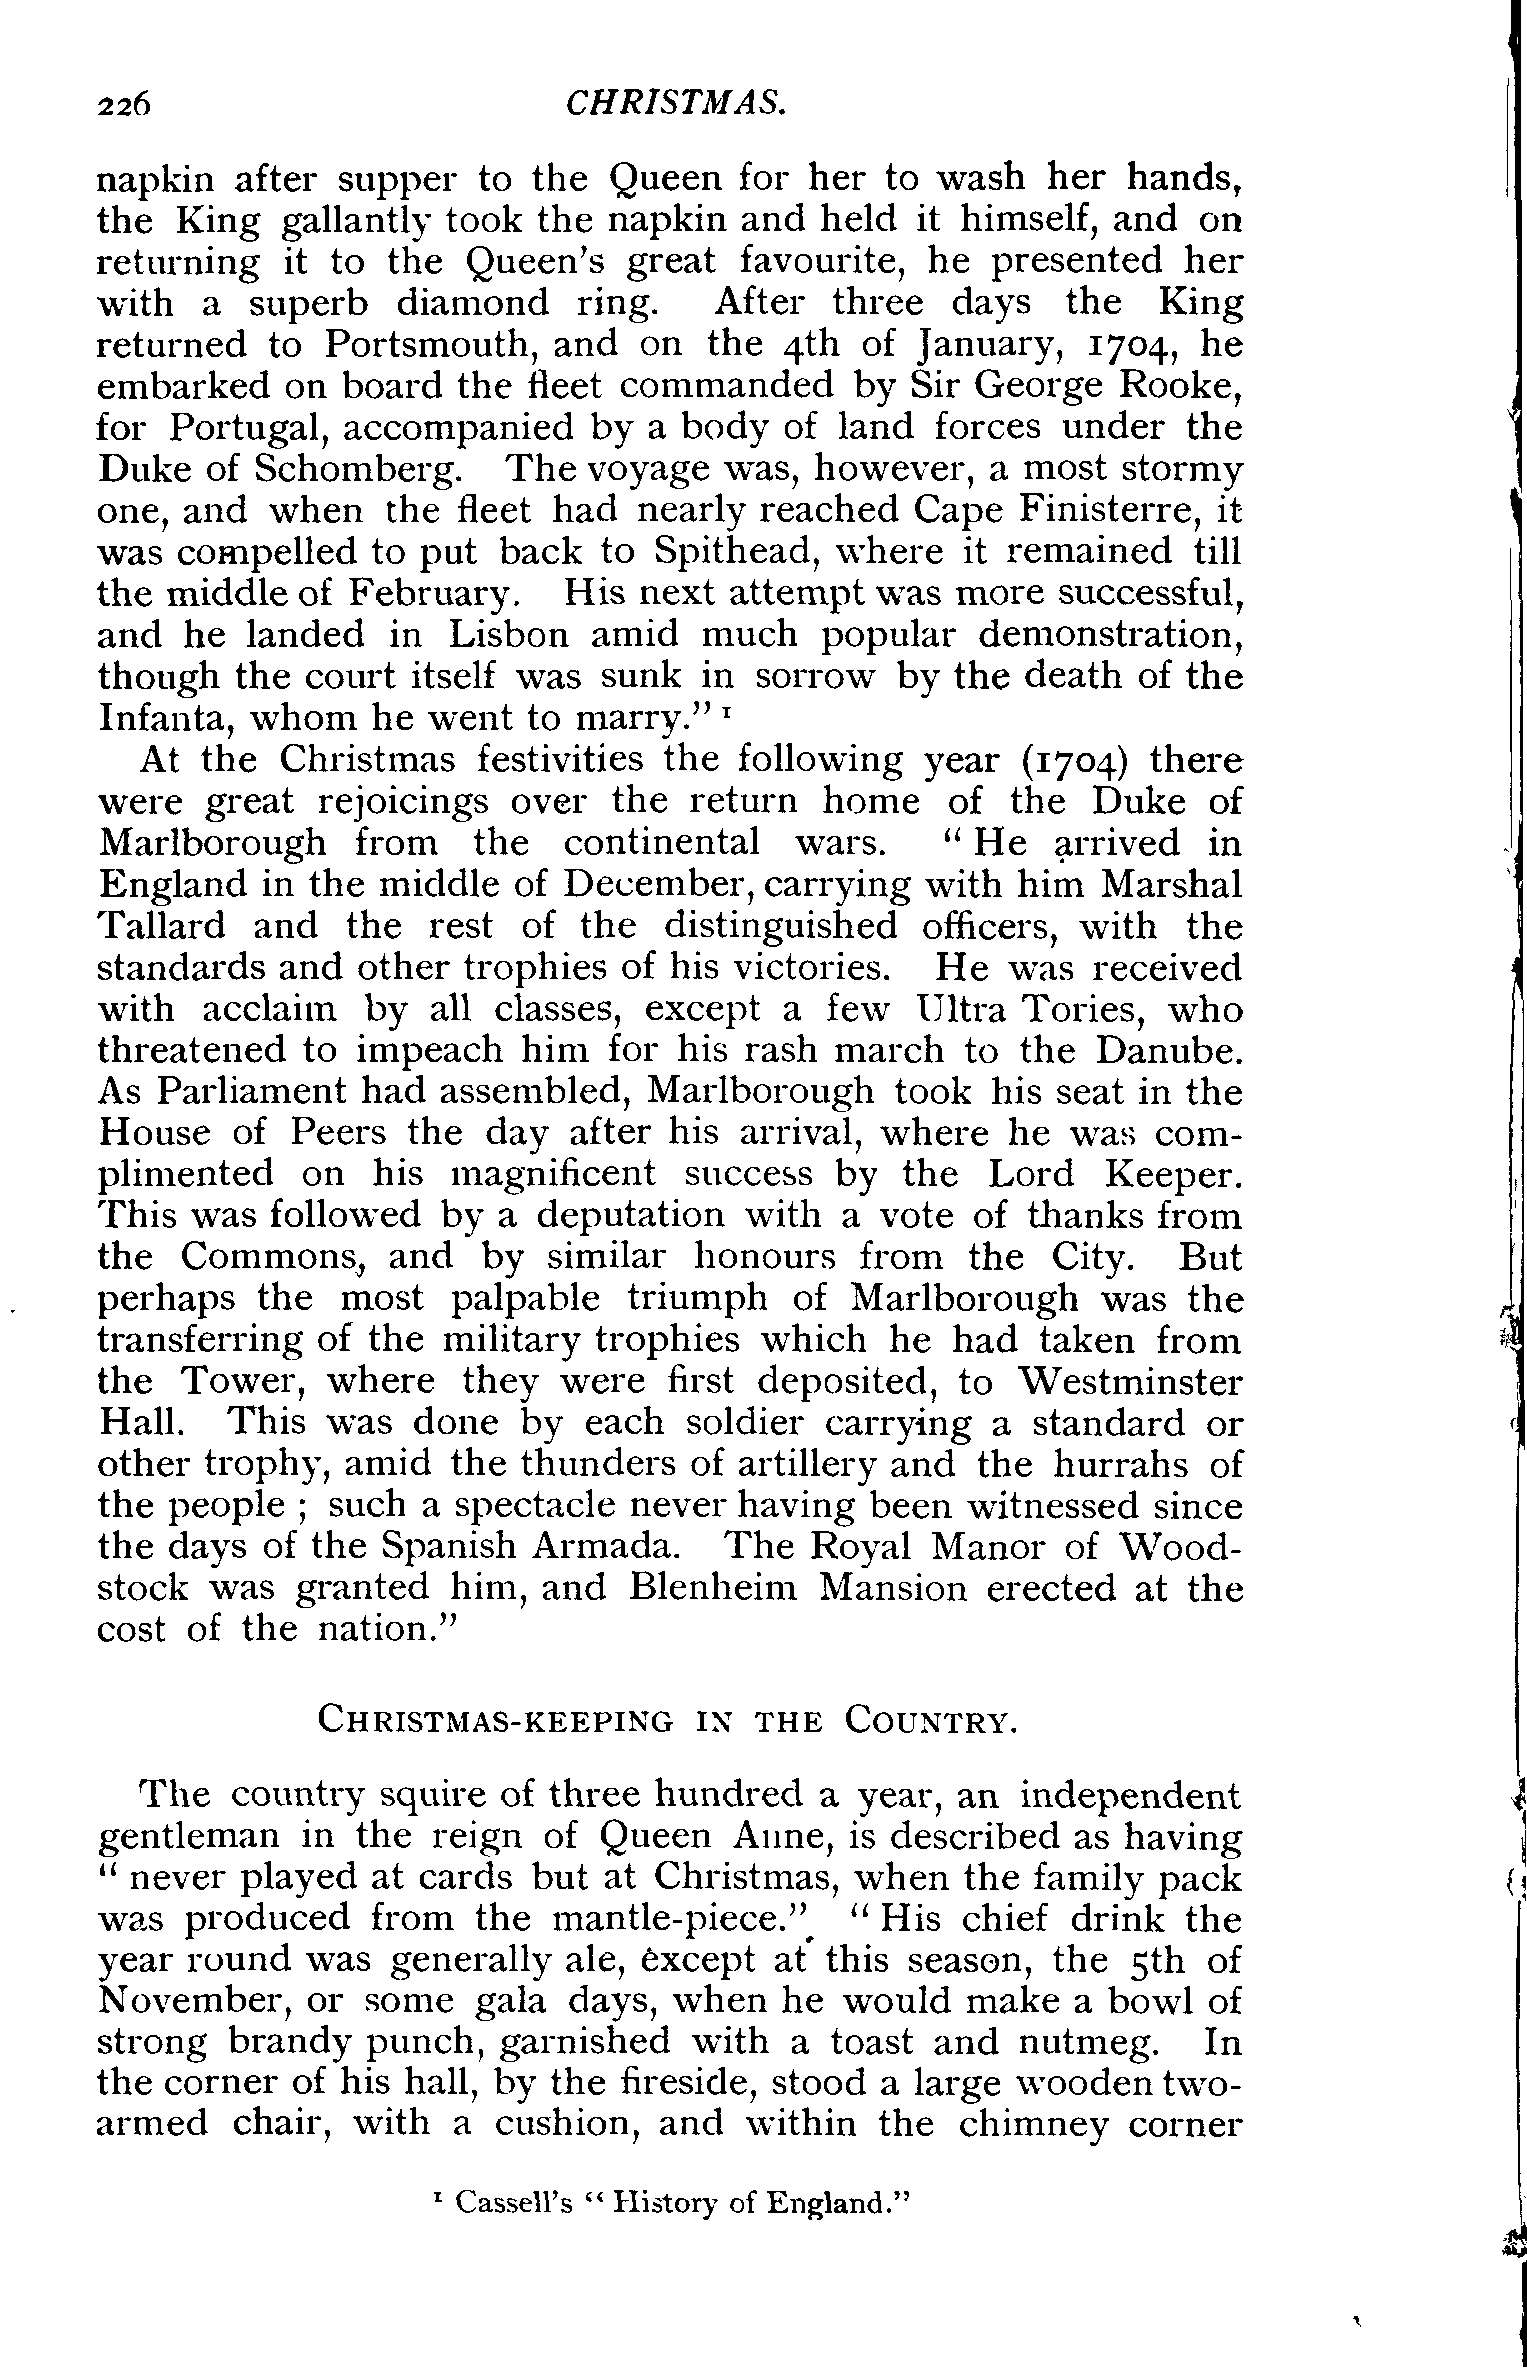 226 CHRISTMAS.
napkin after supper to the Queen for her to wash her hands,
the King gallantly took the napkin and held it himself, and on
returning it to the Queen's great favourite, he presented her
with a superb diamond ring. After three days the King
returned to Portsmouth, and on the 4th of January, 1704, he
embarked on board the fleet commanded by Sir George Rooke,
for Portugal, accompanied by a body of land forces under the
Duke of Schomberg. The voyage was, however, a most stormy
one, and when the fleet had nearly reached Cape Finisterre, it
was compelled to put back to Spithead, where it remained till
the middle of February. His next attempt was more successful,
and he landed in Lisbon amid much popular demonstration,
though the court itself was sunk in sorrow by the death of the
Infanta, whom he went to marry." ¹
At the Christmas festivities the following year (1704) there
were great rejoicings over the return home of the Duke of
Marlborough from the continental wars. "He arrived in
England in the middle of December, carrying with him Marshal
Tallard and the rest of the distinguished officers, with the
standards and other trophies of his victories. He was received
with acclaim by all classes, except a few Ultra Tories, who
threatened to impeach him for his rash march to the Danube.
As Parliament had assembled, Marlborough took his seat in the
House of Peers the day after his arrival, where he was com-
plimented on his magnificent success by the Lord Keeper.
This was followed by a deputation with a vote of thanks from
the Commons, and by similar honours from the City. But
perhaps the most palpable triumph of Marlborough was the
transferring of the military trophies which he had taken from
the Tower, where they were first deposited, to Westminster
Hall. This was done by each soldier carrying a standard or
other trophy, amid the thunders of artillery and the hurrahs of
the people ; such a spectacle never having been witnessed since
the days of the Spanish Armada. The Royal Manor of Wood-
stock was granted him, and Blenheim Mansion erected at the
cost of the nation."
CHRISTMAS-KEEPING IN THE COUNTRY.
The country squire of three hundred a year, an independent
gentleman in the reign of Queen Anne, is described as having
"never played at cards but at Christmas, when the family pack
was produced from the mantle-piece." "His chief drink the
year round was generally ale, except at this season, the 5th of
November, or some gala days, when he would make a bowl of
strong brandy punch, garnished with a toast and nutmeg. In
the corner of his hall, by the fireside, stood a large wooden two-
armed chair, with a cushion, and within the chimney corner
¹ Cassell's "History of England."